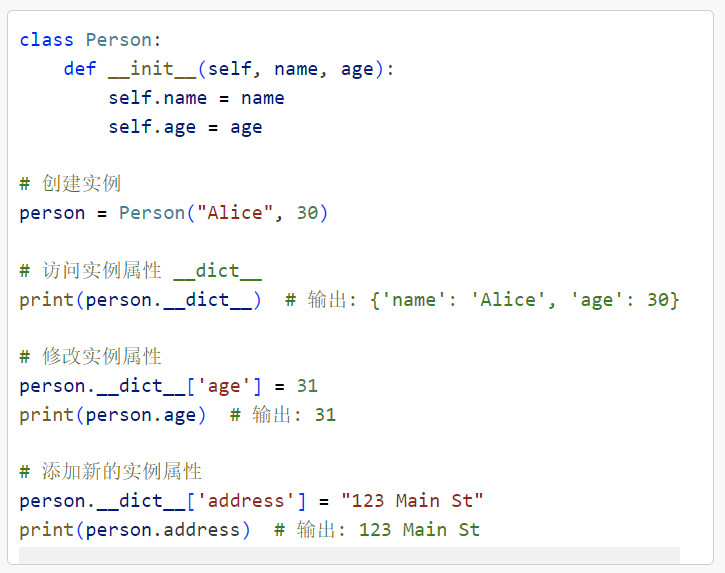 class Person:
    def __init__(self, name, age):
        self.name = name
        self.age = age

# 创建实例
person = Person("Alice", 30)

# 访问实例属性 __dict__
print(person.__dict__)  # 输出: {'name': 'Alice', 'age': 30}

# 修改实例属性
person.__dict__['age'] = 31
print(person.age)  # 输出: 31

# 添加新的实例属性
person.__dict__['address'] = "123 Main St"
print(person.address)  # 输出: 123 Main St